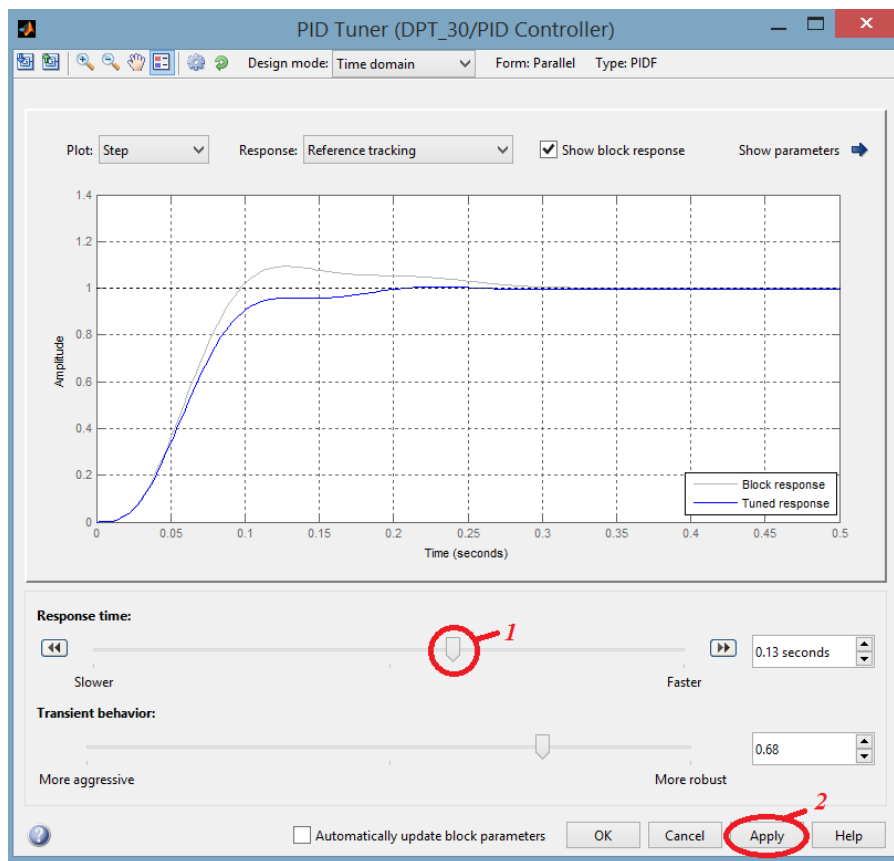 PID Tuner (DPT_30/PID Controller)
Design mode: Time domain Form: Parallel Type: PIDF
Plot: Step Response: Reference tracking Show block response Show parameters
1.4
1.2
1
0.8
0.6
0.4
0.2
0
Amplitude
Block response
Tuned response
0 0.05 0.1 0.15 0.2 0.25 0.3 0.35 0.4 0.45 0.5
Time (seconds)
Response time:
1
0.13 seconds
Slower Faster
Transient behavior:
0.68
More aggressive More robust
2
Automatically update block parameters OK Cancel Apply Help